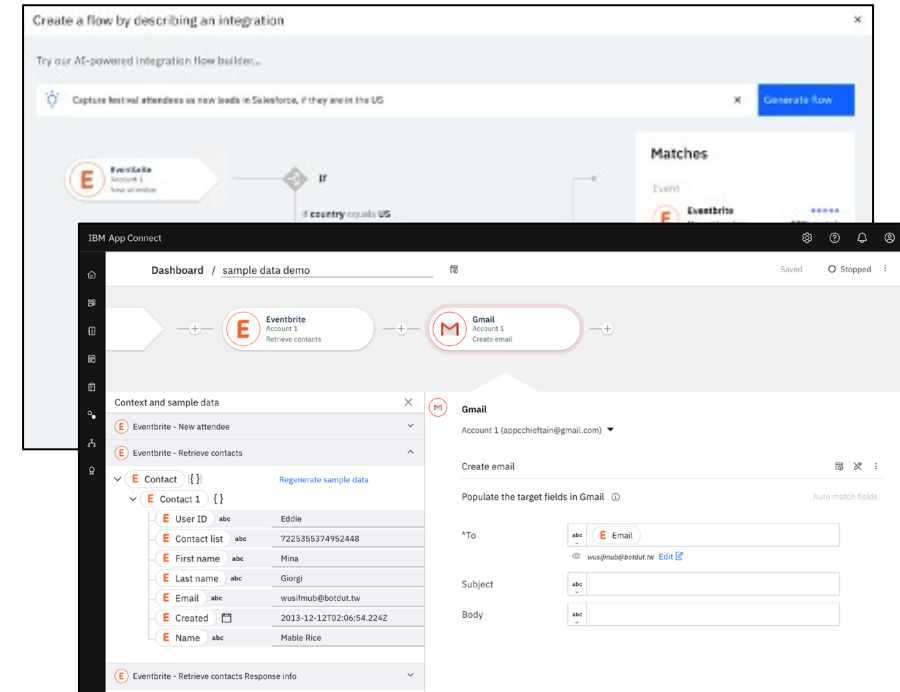 Create a flow by describing an integration
Try our AI-powered integration flow builder...
Capture festival attendees as new leads in Salesforce, if they are in the US
Generate flow
Eventbrite
Account 1
New attendee
If
if country equals US
Matches
Event
Eventbrite
IBM App Connect
Dashboard / sample data demo
Saved
Stopped
Eventbrite
Account 1
Retrieve contacts
Gmail
Account 1
Create email
Context and sample data
Eventbrite - New attendee
Eventbrite - Retrieve contacts
E Contact { }
Regenerate sample data
E Contact 1 { }
E User ID abc Eddie
E Contact list abc 7225355374952448
E First name abc Mina
E Last name abc Giorgi
E Email abc wusifmub@botdut.tw
E Created 2013-12-12T02:06:54.224Z
E Name abc Mable Rice
Eventbrite - Retrieve contacts Response info
Gmail
Account 1 (appcchieftain@gmail.com)
Create email
Populate the target fields in Gmail
Auto match fields
*To abc E Email
wusifmub@botdut.tw Edit
Subject abc
Body abc